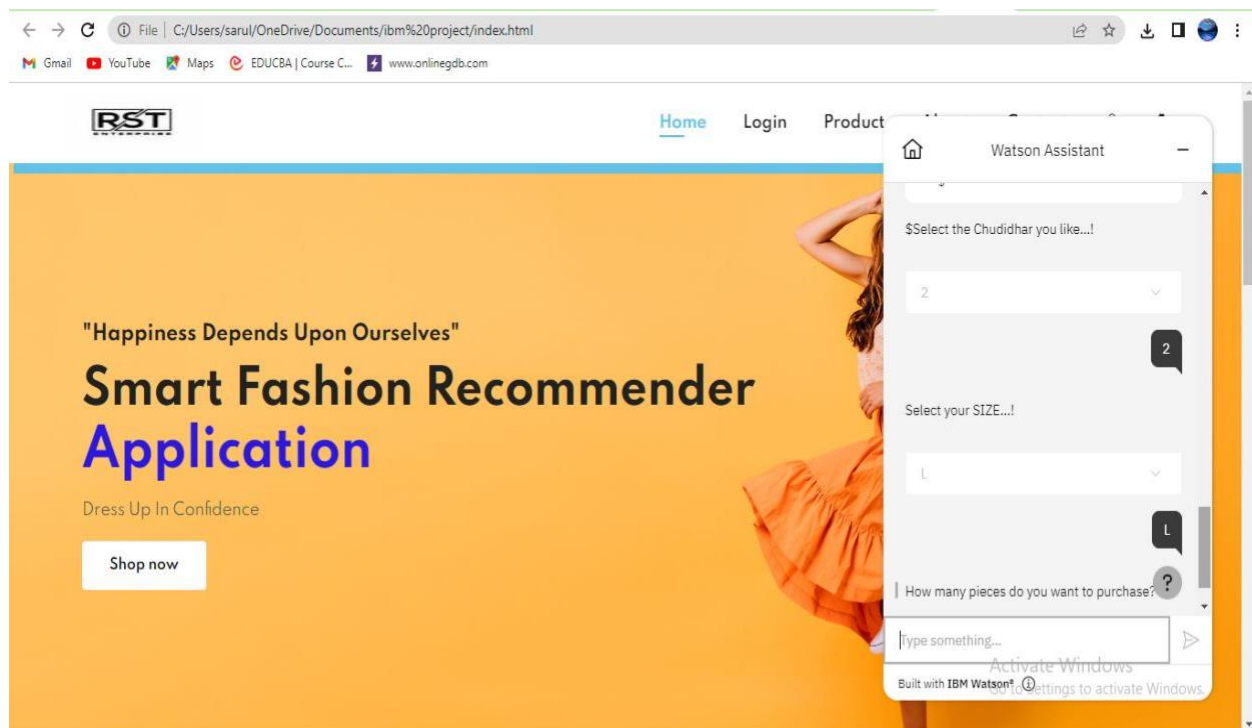 File | C:/Users/sarul/OneDrive/Documents/ibm%20project/index.html
Gmail YouTube Maps EDUCBA | Course C... www.onlinegdb.com
RST
ENTERPRISE
Home Login Product
Watson Assistant
$Select the Chudidhar you like...!
2
2
"Happiness Depends Upon Ourselves"
Smart Fashion Recommender
Application
Dress Up In Confidence
Shop now
Select your SIZE...!
L
L
?
How many pieces do you want to purchase?
Type something...
Activate Windows
Built with IBM Watson®
Go to Settings to activate Windows.